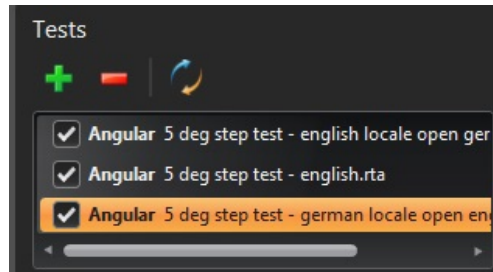 Tests
Angular 5 deg step test - english locale open ger
Angular 5 deg step test - english.rta
Angular 5 deg step test - german locale open eng